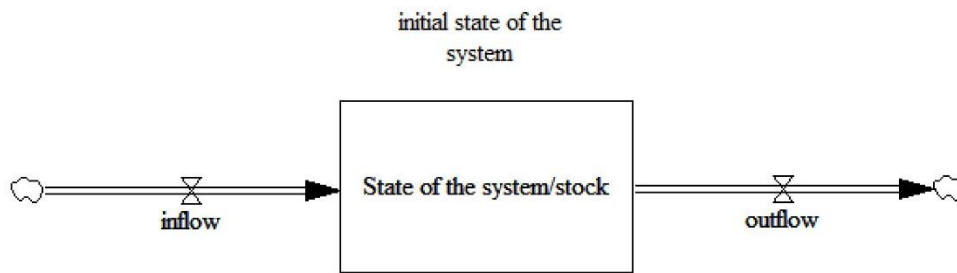 initial state of the
system
State of the system/stock
inflow
outflow